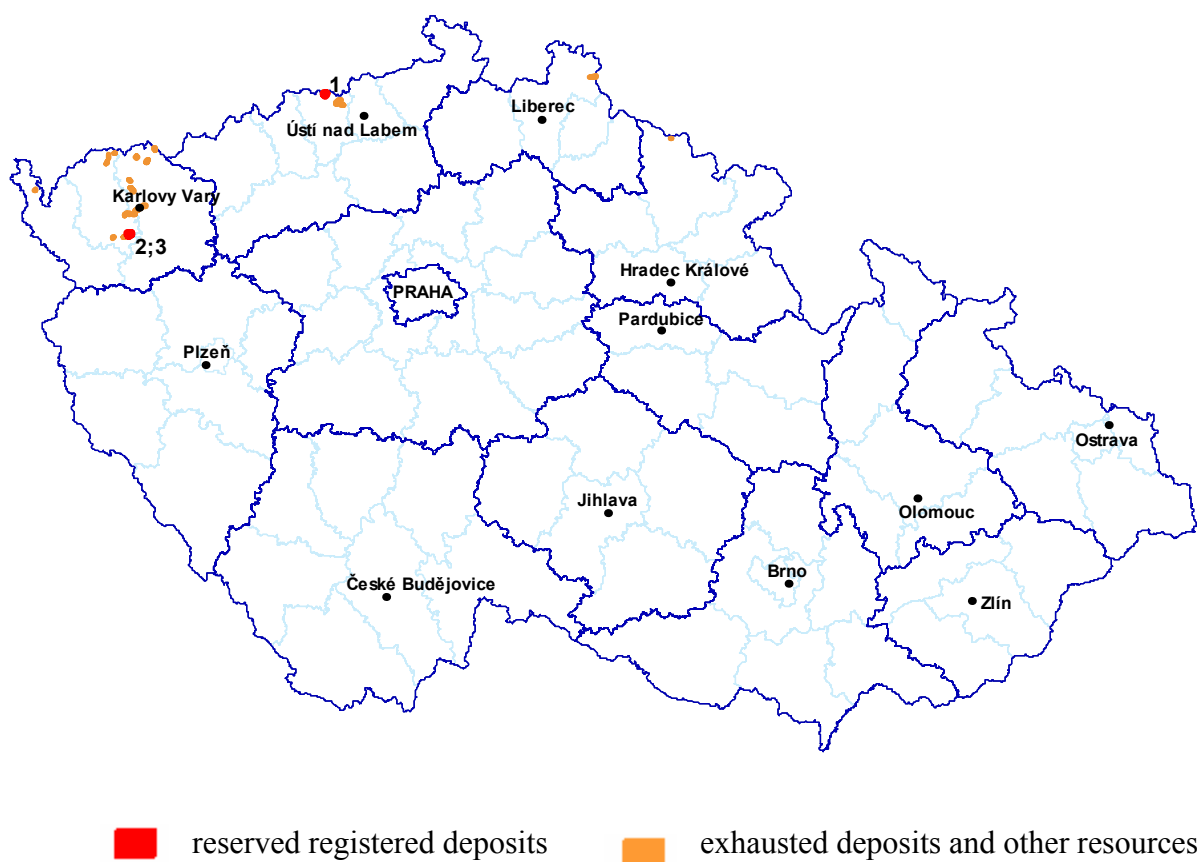 1
Liberec
Ústí nad Labem
Karlovy Vary
2;3
Hradec Králové
PRAHA
Pardubice
Plzeň
Ostrava
Jihlava
Olomouc
Brno
České Budějovice
Zlín
reserved registered deposits
exhausted deposits and other resources